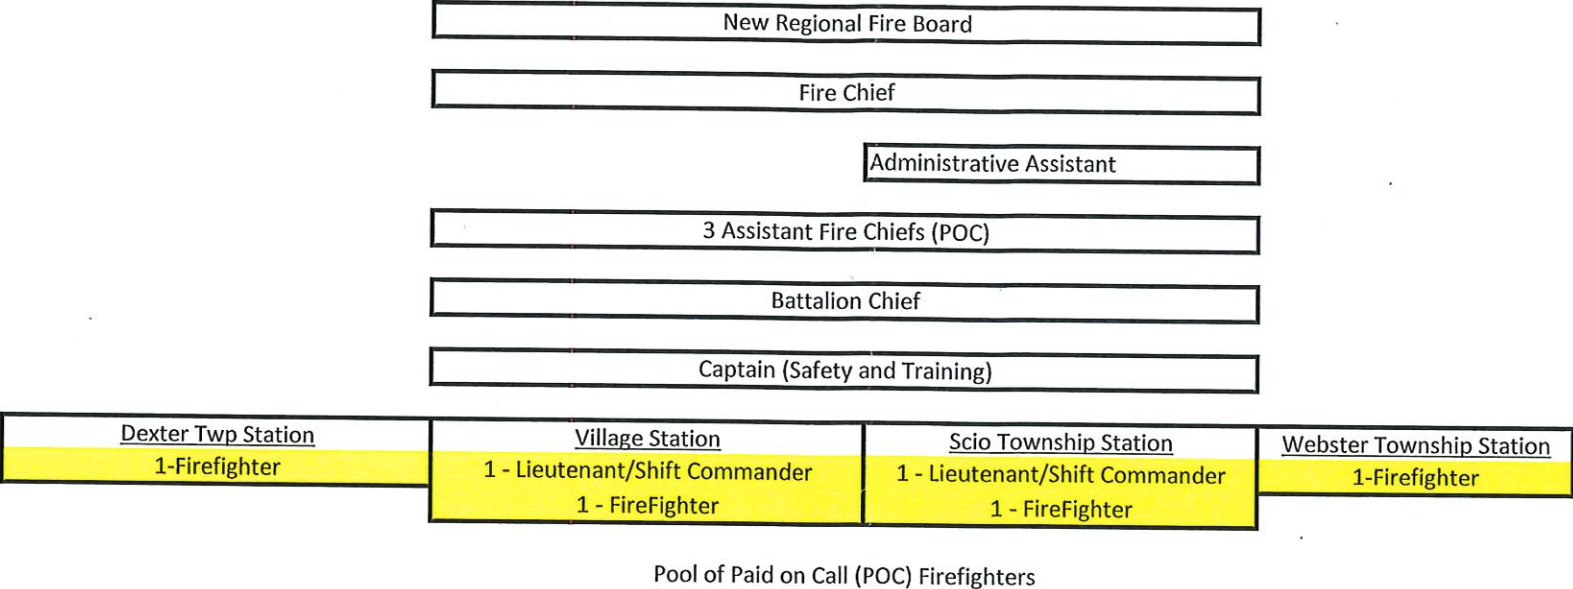 New Regional Fire Board
Fire Chief
Administrative Assistant
3 Assistant Fire Chiefs (POC)
Battalion Chief
Captain (Safety and Training)
Dexter Twp Station
1-Firefighter
Village Station
1 - Lieutenant/Shift Commander
1 - FireFighter
Scio Township Station
1 - Lieutenant/Shift Commander
1 - FireFighter
Webster Township Station
1-Firefighter
Pool of Paid on Call (POC) Firefighters